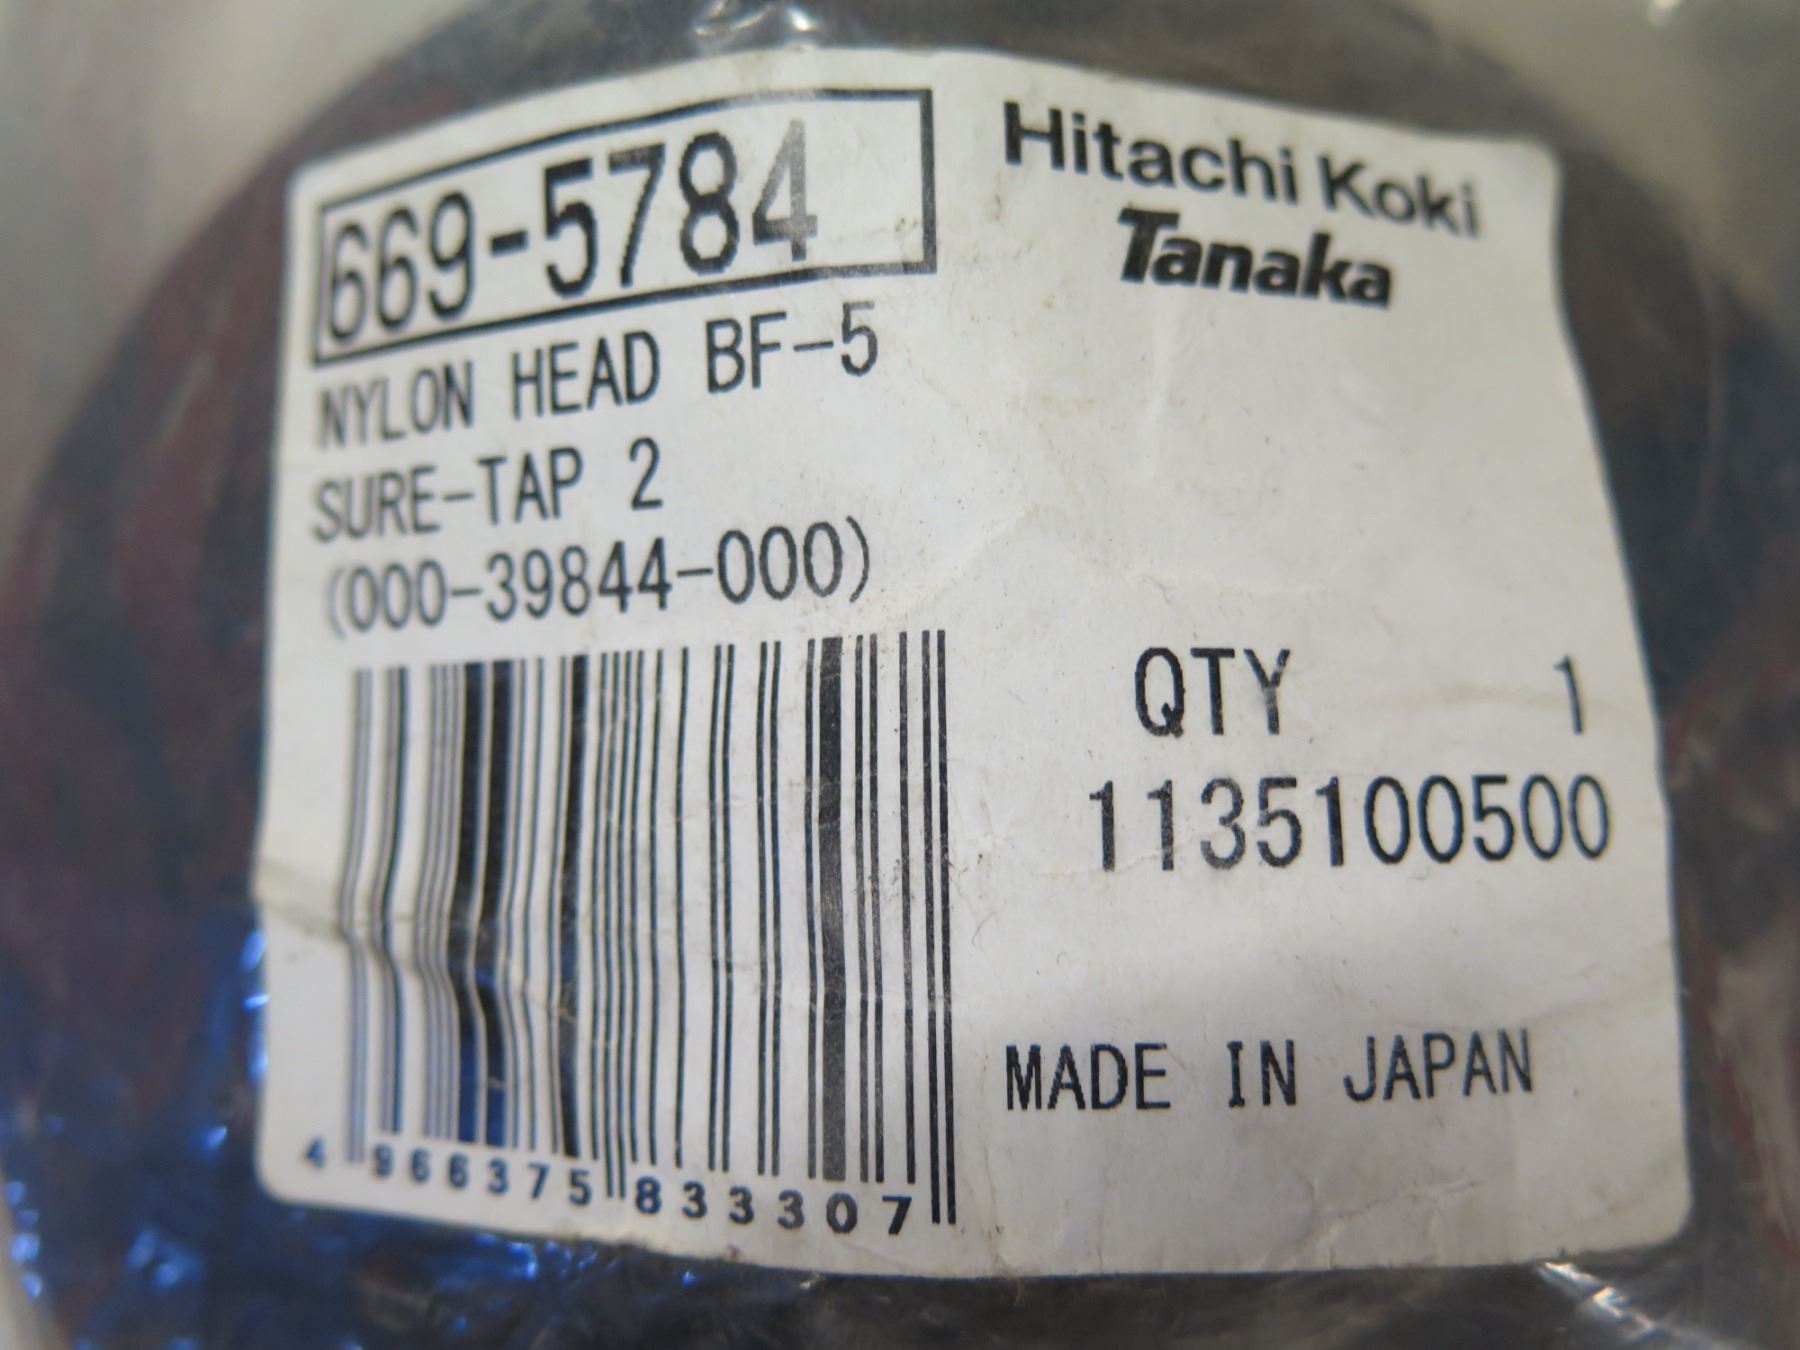 669-5784
Hitachi Koki
Tanaka
NYLON HEAD BF-5
SURE-TAP 2
(000-39844-000)
QTY 1
1135100500
MADE IN JAPAN
4 966375 833307